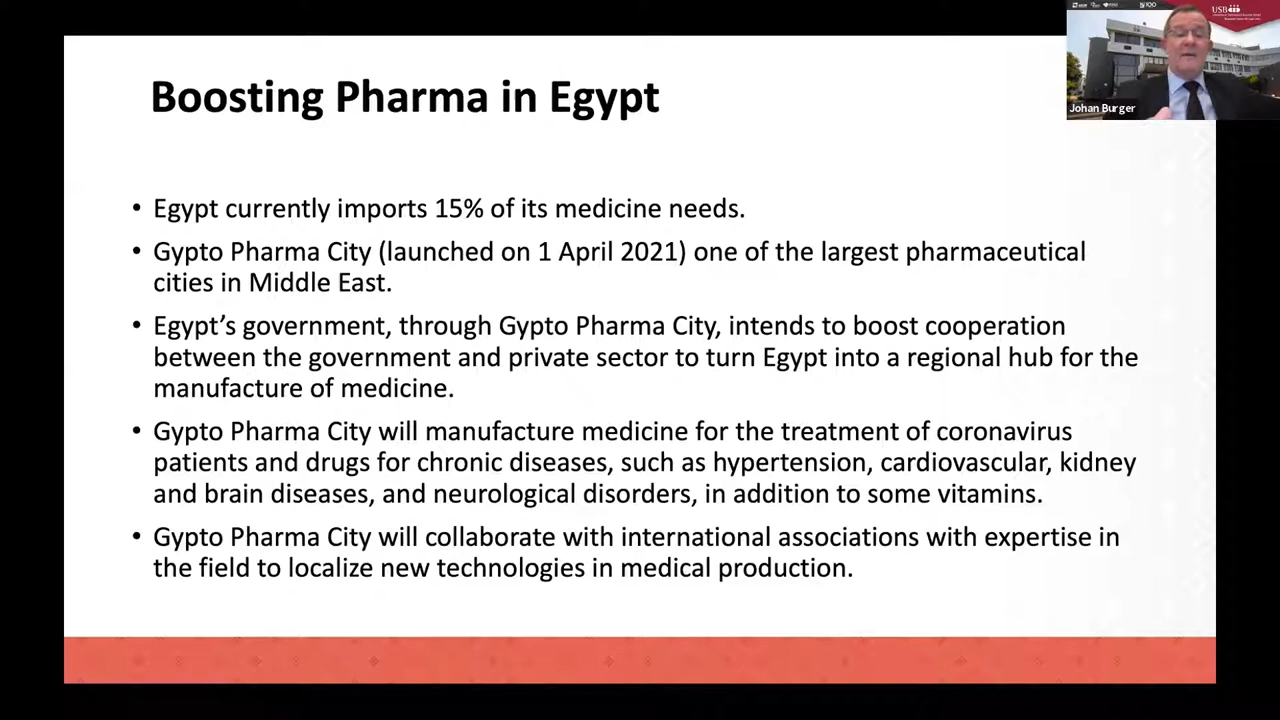 USB
Johan Burger
Boosting Pharma in Egypt
• Egypt currently imports 15% of its medicine needs.
• Gypto Pharma City (launched on 1 April 2021) one of the largest pharmaceutical
cities in Middle East.
• Egypt’s government, through Gypto Pharma City, intends to boost cooperation
between the government and private sector to turn Egypt into a regional hub for the
manufacture of medicine.
• Gypto Pharma City will manufacture medicine for the treatment of coronavirus
patients and drugs for chronic diseases, such as hypertension, cardiovascular, kidney
and brain diseases, and neurological disorders, in addition to some vitamins.
• Gypto Pharma City will collaborate with international associations with expertise in
the field to localize new technologies in medical production.